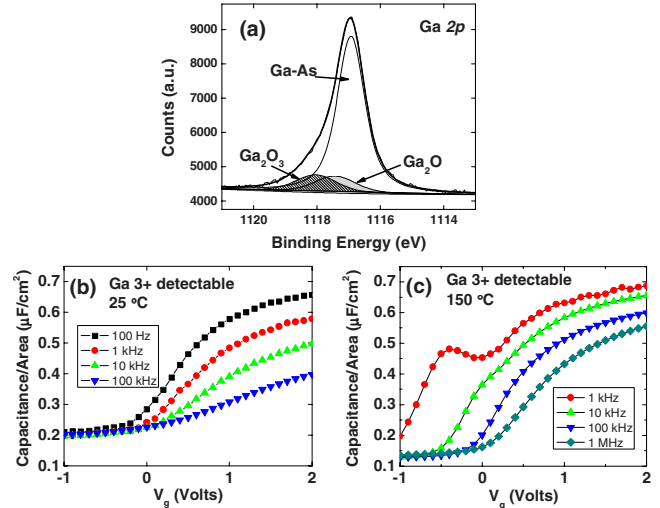 (a)
Ga 2p
Ga-As
Ga₂O₃
Ga₂O
Counts (a.u.)
9000
8000
7000
6000
5000
4000
1120 1118 1116 1114
Binding Energy (eV)
(b) Ga 3+ detectable
25 °C
100 Hz
1 kHz
10 kHz
100 kHz
Capacitance/Area (μF/cm²)
0.7
0.6
0.5
0.4
0.3
0.2
0.1
-1 0 1 2
Vg (Volts)
(c) Ga 3+ detectable
150 °C
1 kHz
10 kHz
100 kHz
1 MHz
Capacitance/Area (μF/cm²)
0.7
0.6
0.5
0.4
0.3
0.2
0.1
-1 0 1 2
Vg (Volts)